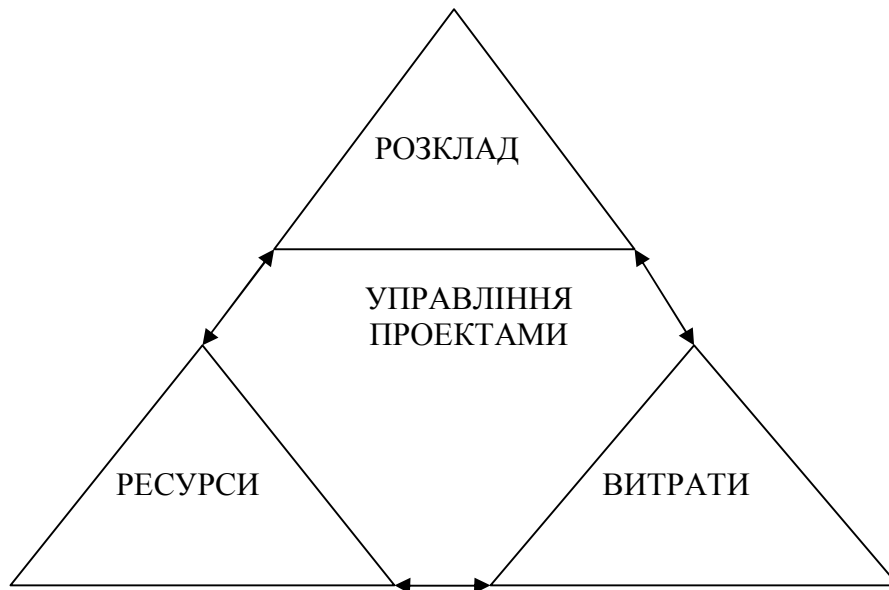 РОЗКЛАД
УПРАВЛІННЯ
ПРОЕКТАМИ
РЕСУРСИ
ВИТРАТИ